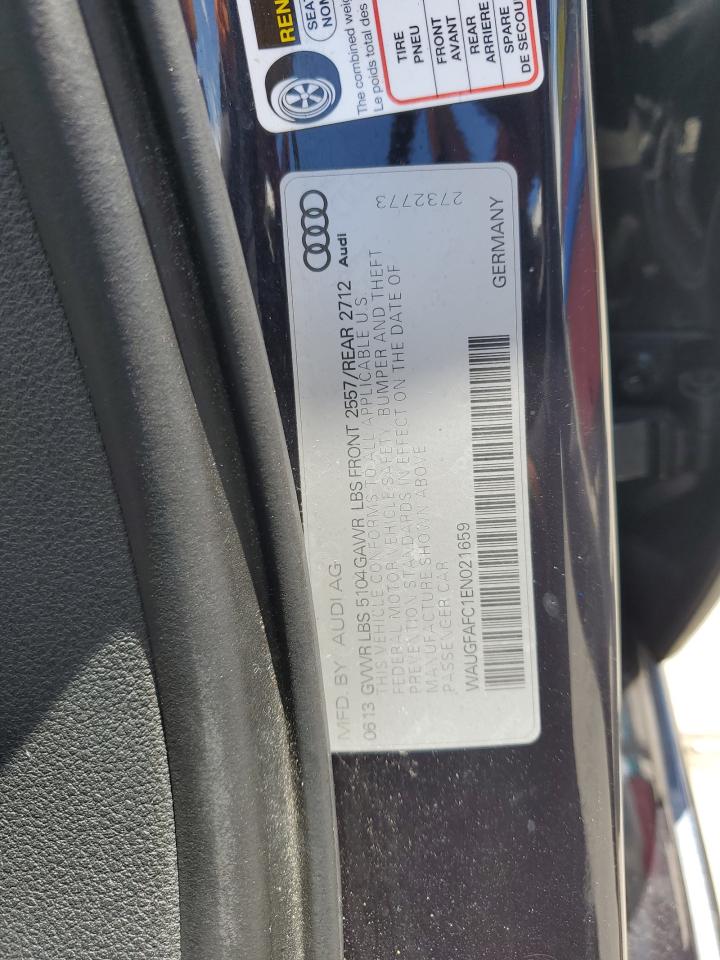 MFD. BY AUDI AG
Audi
0613 GVWR LBS 5104 GAWR LBS FRONT 2557/REAR 2712
THIS VEHICLE CONFORMS TO ALL APPLICABLE U.S.
FEDERAL MOTOR VEHICLE SAFETY, BUMPER AND THEFT
PREVENTION STANDARDS IN EFFECT ON THE DATE OF
MANUFACTURE SHOWN ABOVE
PASSENGER CAR
2732773
WAUGFAFC1EN021659
GERMANY
REN
SEAT
NOM
The combined weig
Le poids total des
TIRE
PNEU
FRONT
AVANT
REAR
ARRIERE
SPARE
DE SECOU